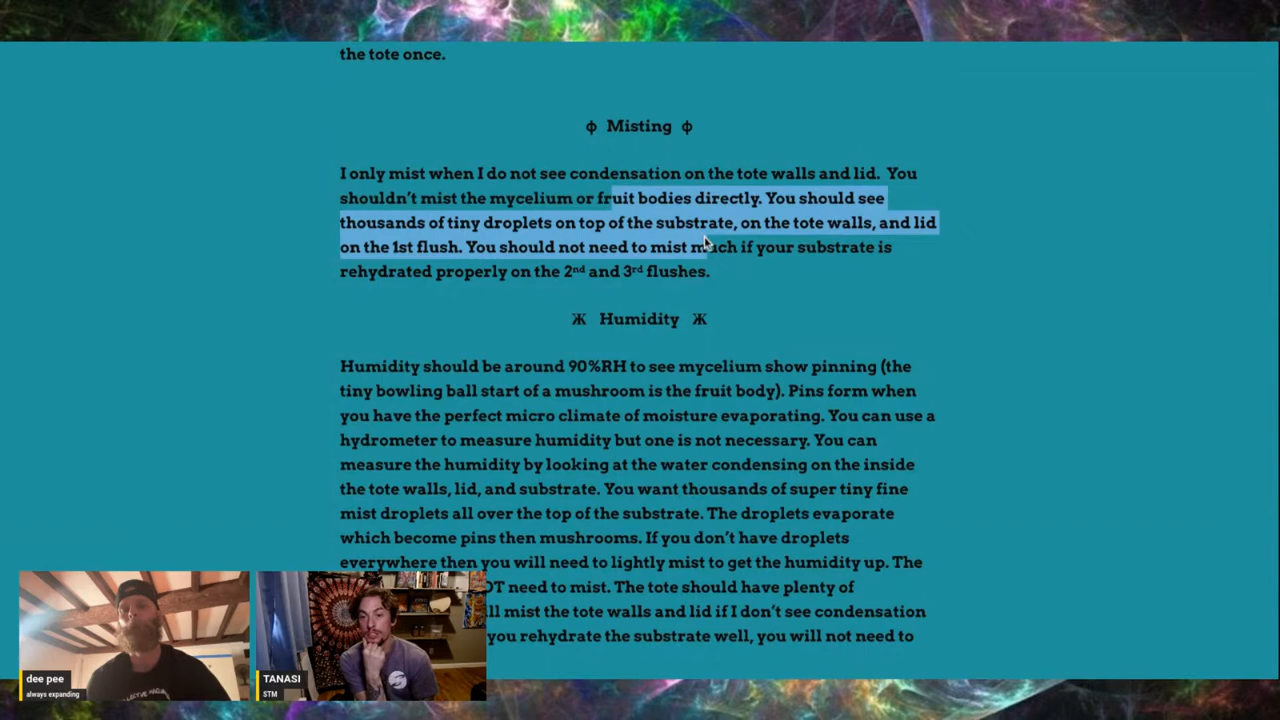 the tote once.
ф Misting ф
I only mist when I do not see condensation on the tote walls and lid. You
shouldn't mist the mycelium or fruit bodies directly. You should see
thousands of tiny droplets on top of the substrate, on the tote walls, and lid
on the 1st flush. You should not need to mist much if your substrate is
rehydrated properly on the 2nd and 3rd flushes.
Ж Humidity Ж
Humidity should be around 90%RH to see mycelium show pinning (the
tiny bowling ball start of a mushroom is the fruit body). Pins form when
you have the perfect micro climate of moisture evaporating. You can use a
hydrometer to measure humidity but one is not necessary. You can
measure the humidity by looking at the water condensing on the inside
the tote walls, lid, and substrate. You want thousands of super tiny fine
mist droplets all over the top of the substrate. The droplets evaporate
which become pins then mushrooms. If you don't have droplets
everywhere then you will need to lightly mist to get the humidity up. The
need to mist. The tote should have plenty of
mist the tote walls and lid if I don't see condensation
you rehydrate the substrate well, you will not need to
dee pee
always expanding
TANASI
STM